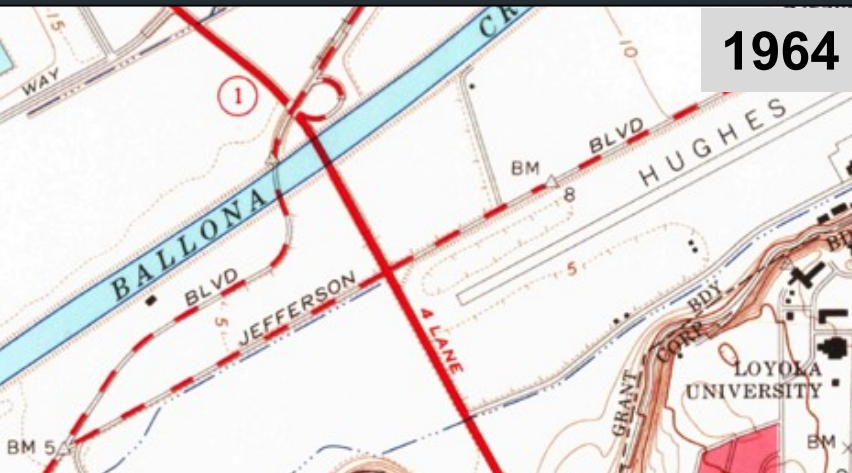 1964
15
CR
WAY
1
10
BLVD
HUGHES
BM
8
BALLONA
BLVD
5
JEFFERSON
5
BDY
CORP
4 LANE
LOYOLA
UNIVERSITY
GRANT
BM 5
BM